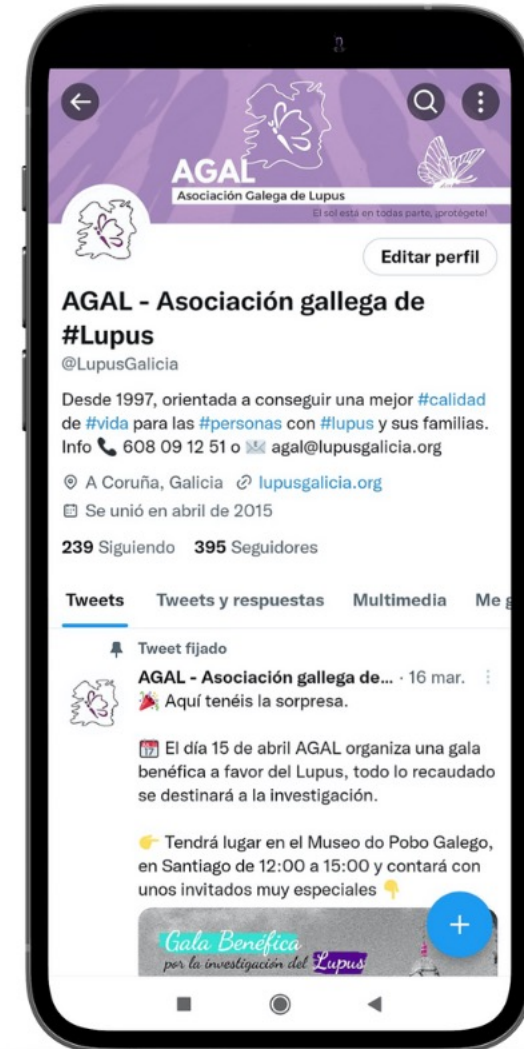 AGAL
Asociación Galega de Lupus
El sol está en todas parte, ¡protégete!
Editar perfil
AGAL - Asociación gallega de
#Lupus
@LupusGalicia
Desde 1997, orientada a conseguir una mejor #calidad
de #vida para las #personas con #lupus y sus familias.
Info 📞 608 09 12 51 o ✉️ agal@lupusgalicia.org
A Coruña, Galicia lupusgalicia.org
Se unió en abril de 2015
239 Siguiendo 395 Seguidores
Tweets Tweets y respuestas Multimedia Me g
Tweet fijado
AGAL - Asociación gallega de... · 16 mar.
🎉 Aquí tenéis la sorpresa.
📅 El día 15 de abril AGAL organiza una gala
benéfica a favor del Lupus, todo lo recaudado
se destinará a la investigación.
👉 Tendrá lugar en el Museo do Pobo Galego,
en Santiago de 12:00 a 15:00 y contará con
unos invitados muy especiales 👇
Gala Benéfica
por la investigación del Lupus